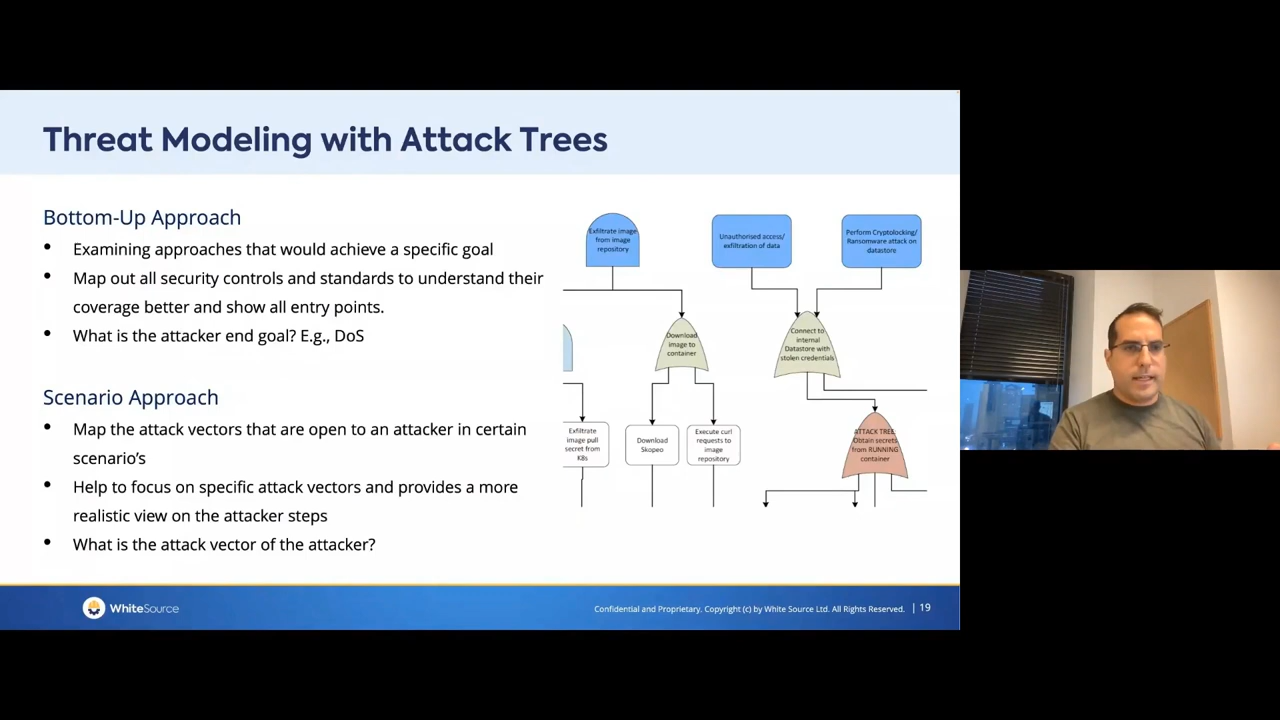 Threat Modeling with Attack Trees
Bottom-Up Approach
• Examining approaches that would achieve a specific goal
• Map out all security controls and standards to understand their
coverage better and show all entry points.
• What is the attacker end goal? E.g., DoS
Scenario Approach
• Map the attack vectors that are open to an attacker in certain
scenario's
• Help to focus on specific attack vectors and provides a more
realistic view on the attacker steps
• What is the attack vector of the attacker?
Exfiltrate image
from image
repository
Unauthorised access/
exfiltration of data
Perform Cryptolocking/
Ransomware attack on
datastore
Download
image to
container
Connect to
internal
Datastore with
stolen credentials
Exfiltrate
image pull
secret from
K8s
Download
Skopeo
Execute curl
requests to
image
repository
ATTACK TREE:
Obtain secrets
from RUNNING
container
WhiteSource
Confidential and Proprietary. Copyright (c) by White Source Ltd. All Rights Reserved. | 19